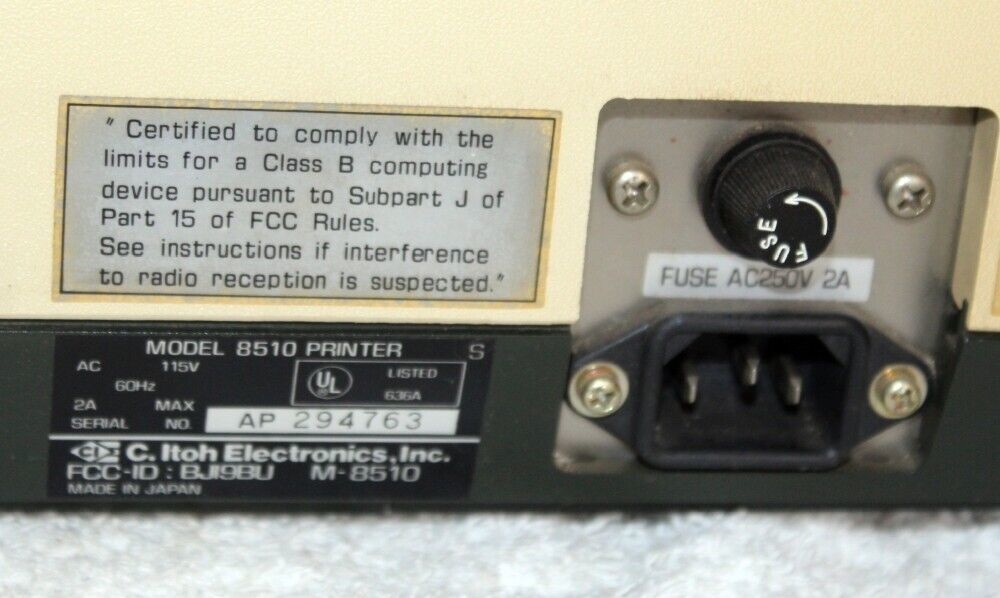 " Certified to comply with the
limits for a Class B computing
device pursuant to Subpart J of
Part 15 of FCC Rules.
See instructions if interference
to radio reception is suspected."
FUSE
FUSE AC250V 2A
MODEL 8510 PRINTER S
AC 115V
60Hz
2A MAX
UL LISTED
636A
SERIAL NO. AP 294763
C. Itoh Electronics, Inc.
FCC-ID: BJI9BU M-8510
MADE IN JAPAN